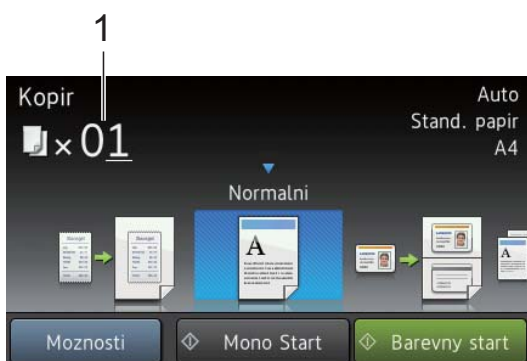 1
Kopir
Auto
Stand. papir
×01
A4
Normalni
A
A
Moznosti
Mono Start
Barevny start